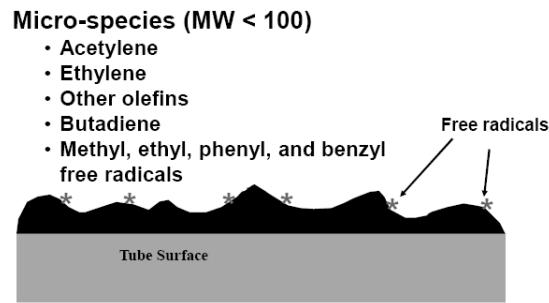 Micro-species (MW < 100)
• Acetylene
• Ethylene
• Other olefins
• Butadiene
• Methyl, ethyl, phenyl, and benzyl
free radicals
Free radicals
* * * * * *
Tube Surface